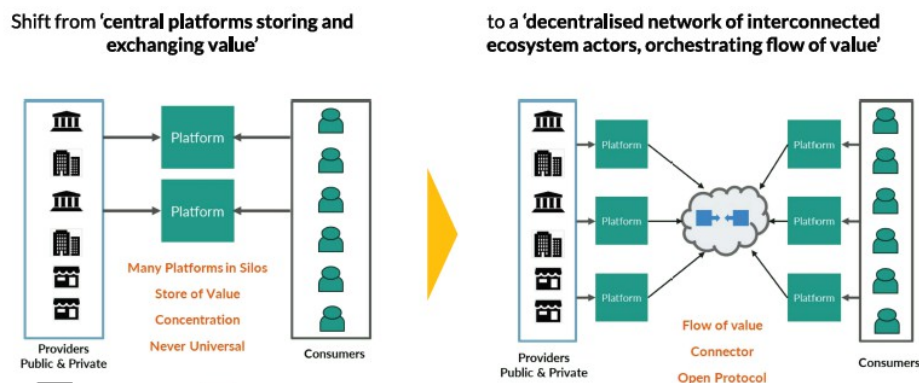 Shift from ‘central platforms storing and
exchanging value’
to a ‘decentralised network of interconnected
ecosystem actors, orchestrating flow of value’
Platform
Platform
Many Platforms in Silos
Store of Value
Concentration
Never Universal
Providers
Public & Private
Consumers
Platform
Platform
Platform
Platform
Platform
Platform
Flow of value
Connector
Open Protocol
Providers
Public & Private
Consumers